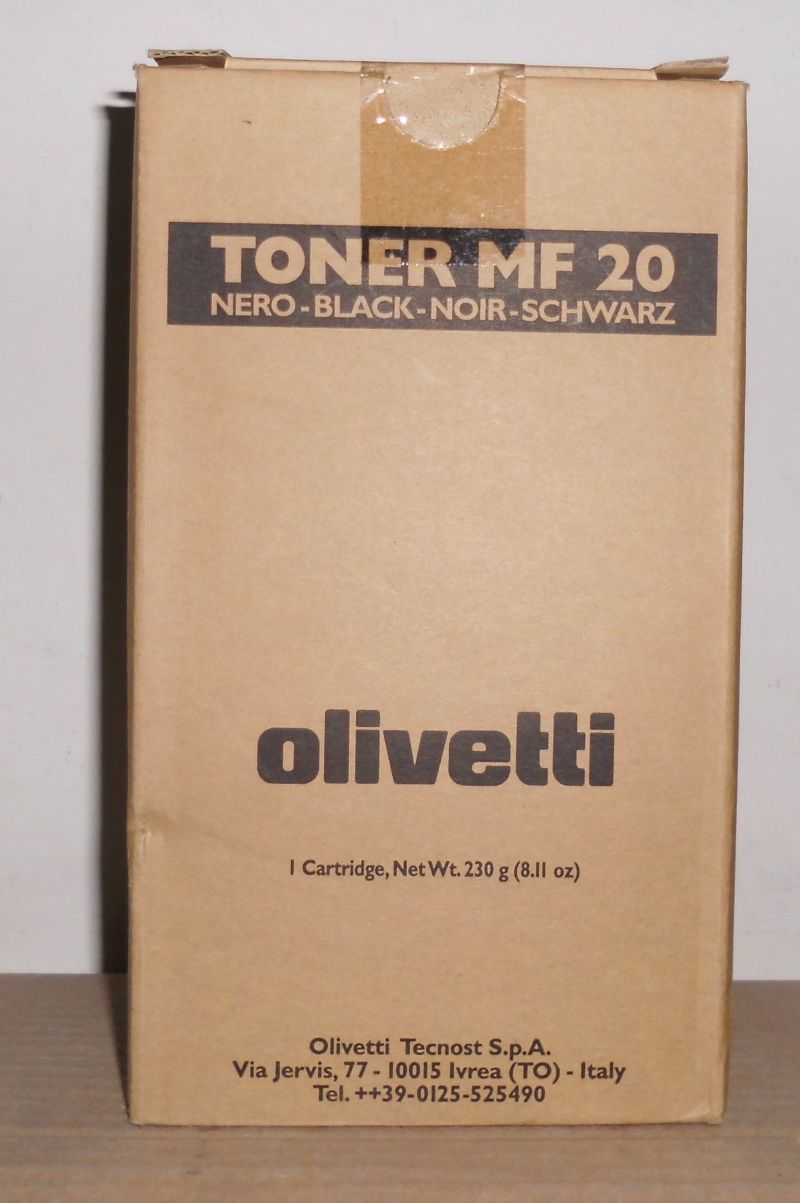 TONER MF 20
NERO-BLACK-NOIR-SCHWARZ
olivetti
1 Cartridge, Net Wt. 230 g (8.11 oz)
Olivetti Tecnost S.p.A.
Via Jervis, 77 - 10015 Ivrea (TO) - Italy
Tel. ++39-0125-525490